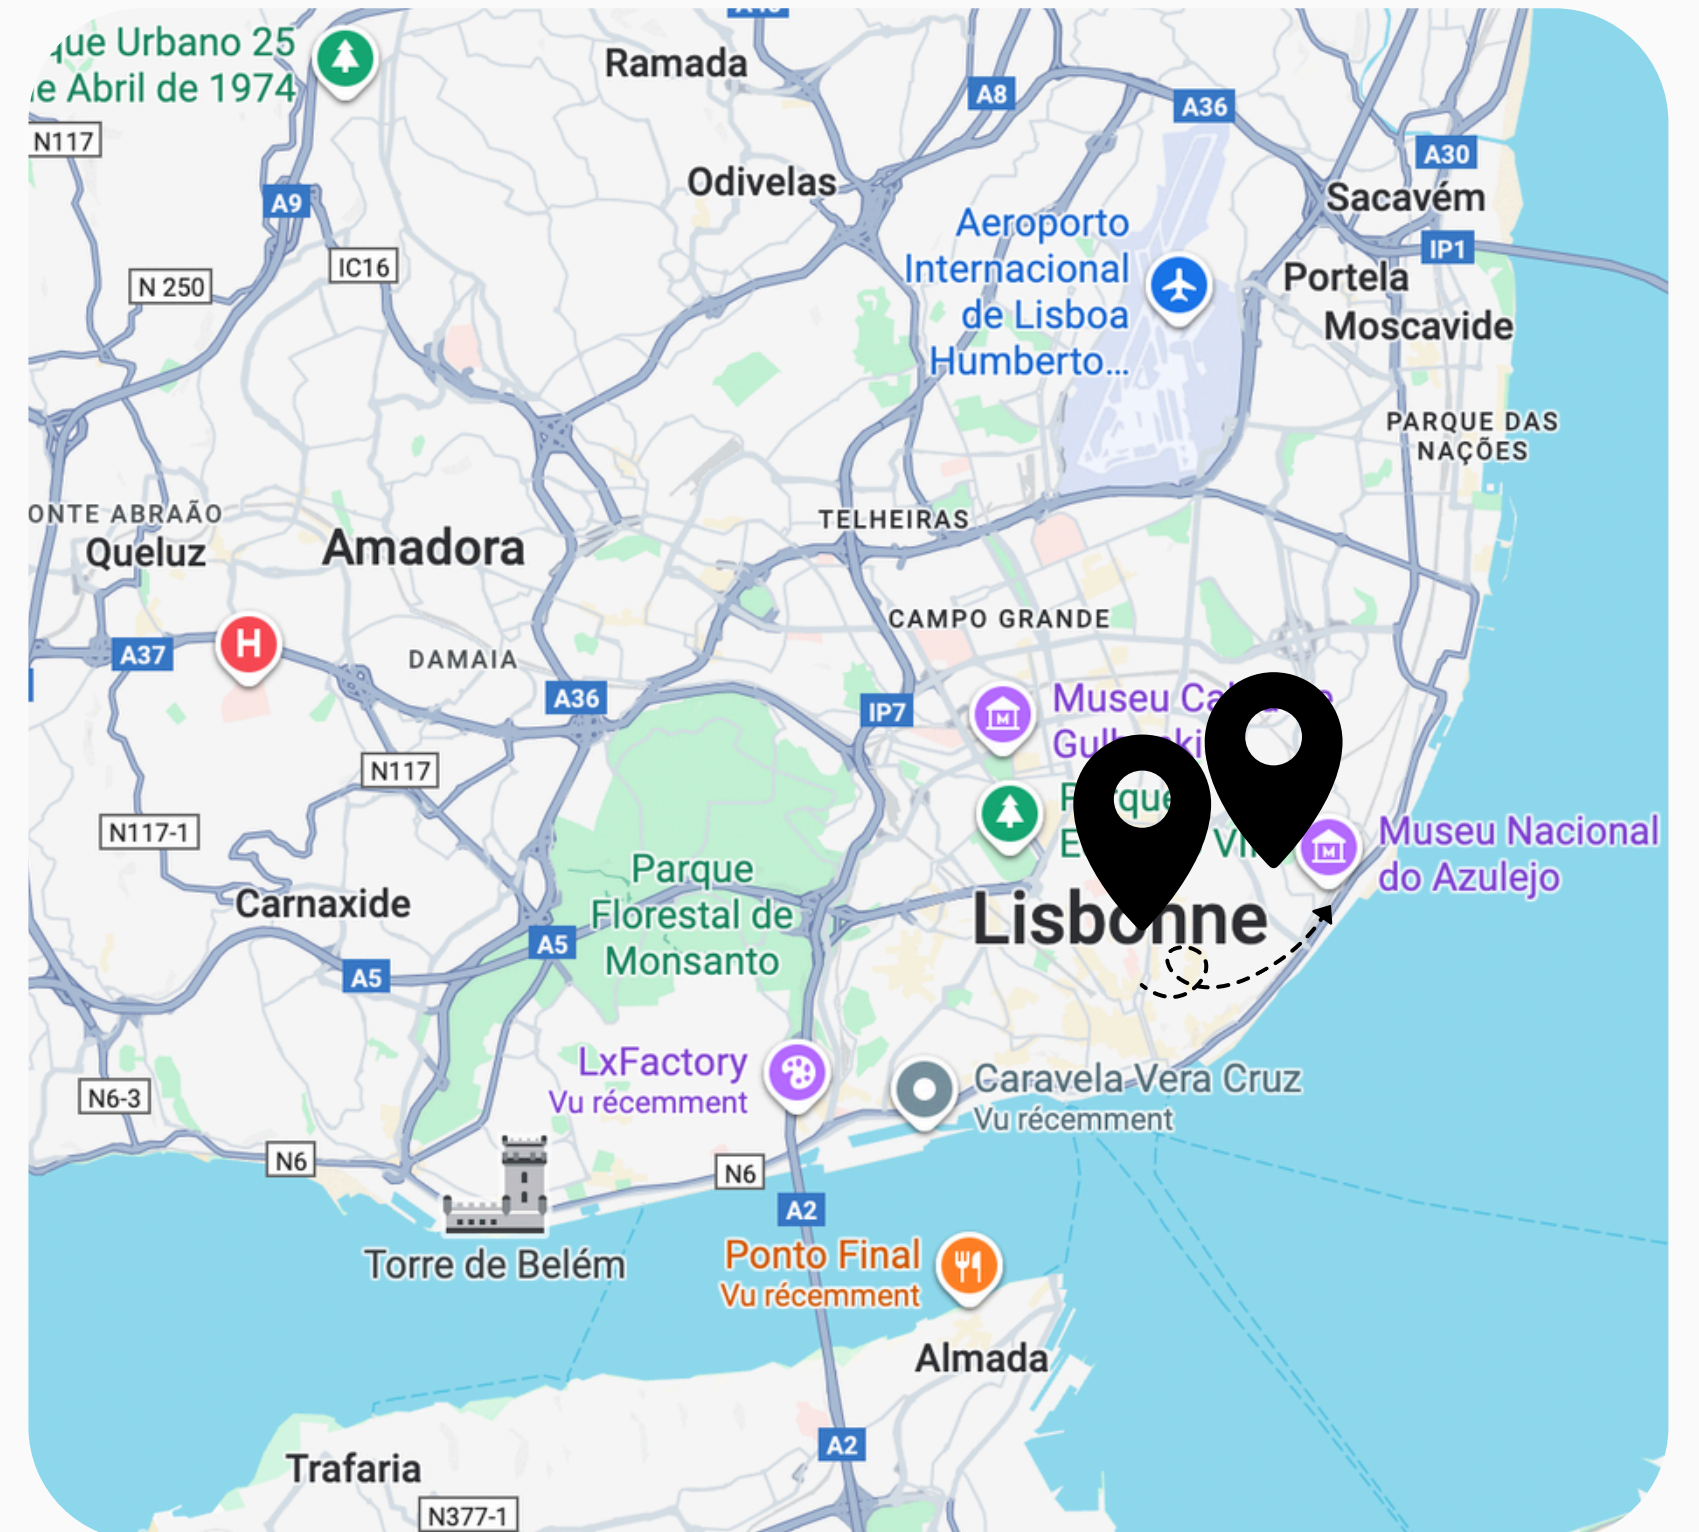 que Urbano 25
e Abril de 1974
Ramada
A8
A36
N117
A30
A9
Odivelas
Sacavém
Aeroporto
Internacional
de Lisboa
Humberto...
IP1
IC16
N 250
Portela
Moscavide
PARQUE DAS
NAÇÕES
ONTE ABRAÃO
Queluz
Amadora
TELHEIRAS
CAMPO GRANDE
H
A37
DAMAIA
A36
IP7
Museu
N117
N117-1
Museu Nacional
do Azulejo
Parque
Florestal de
Monsanto
Carnaxide
Lisbonne
A5
A5
LxFactory
Vu récemment
Caravela Vera Cruz
Vu récemment
N6-3
N6
N6
A2
Torre de Belém
Ponto Final
Vu récemment
Almada
A2
Trafaria
N377-1